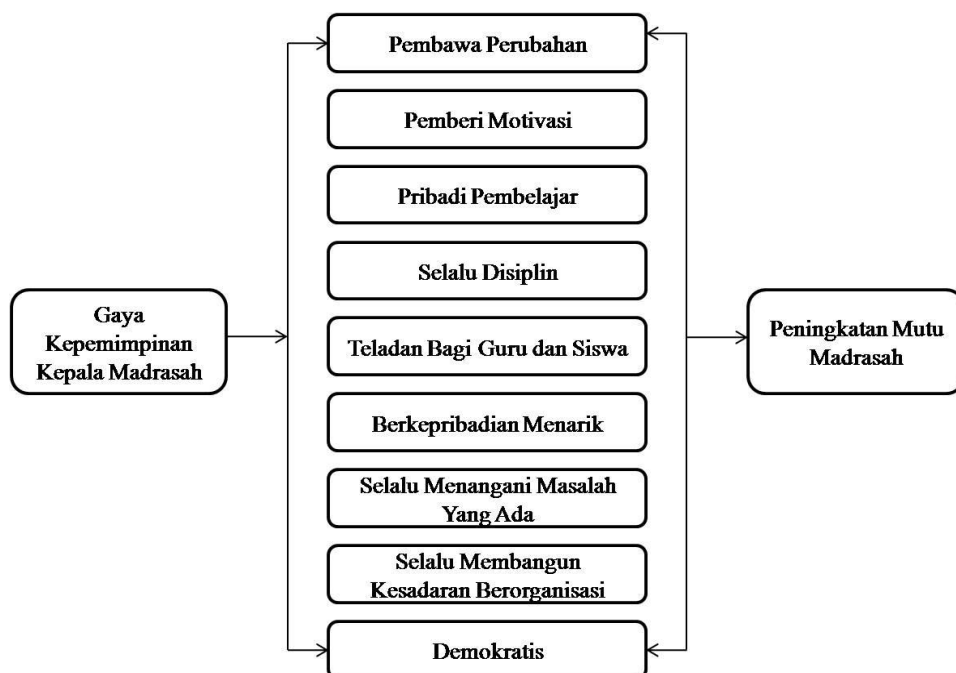 Pembawa Perubahan
Pemberi Motivasi
Pribadi Pembelajar
Selalu Disiplin
Gaya
Kepemimpinan
Kepala Madrasah
Teladan Bagi Guru dan Siswa
Peningkatan Mutu
Madrasah
Berkepribadian Menarik
Selalu Menangani Masalah
Yang Ada
Selalu Membangun
Kesadaran Berorganisasi
Demokratis